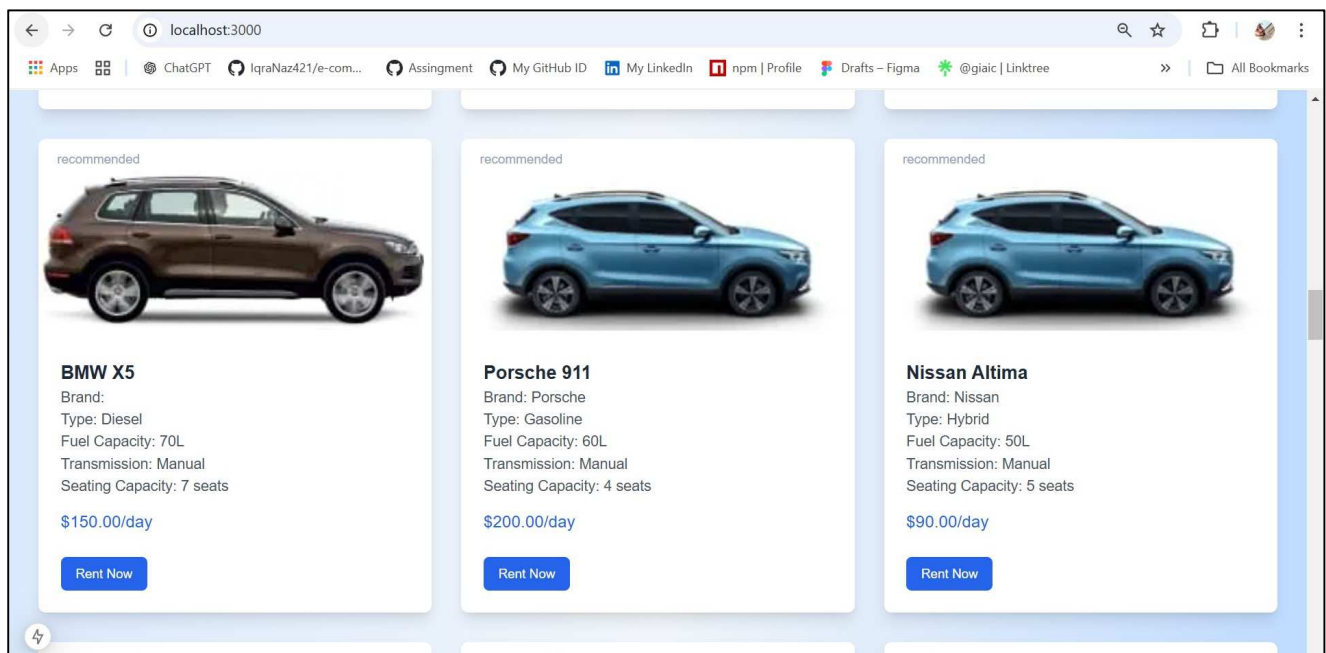 localhost:3000
Apps
ChatGPT
IqraNaz421/e-com...
Assingment
My GitHub ID
My LinkedIn
npm | Profile
Drafts – Figma
@giaic | Linktree
»
All Bookmarks
recommended
BMW X5
Brand:
Type: Diesel
Fuel Capacity: 70L
Transmission: Manual
Seating Capacity: 7 seats
$150.00/day
Rent Now
recommended
Porsche 911
Brand: Porsche
Type: Gasoline
Fuel Capacity: 60L
Transmission: Manual
Seating Capacity: 4 seats
$200.00/day
Rent Now
recommended
Nissan Altima
Brand: Nissan
Type: Hybrid
Fuel Capacity: 50L
Transmission: Manual
Seating Capacity: 5 seats
$90.00/day
Rent Now